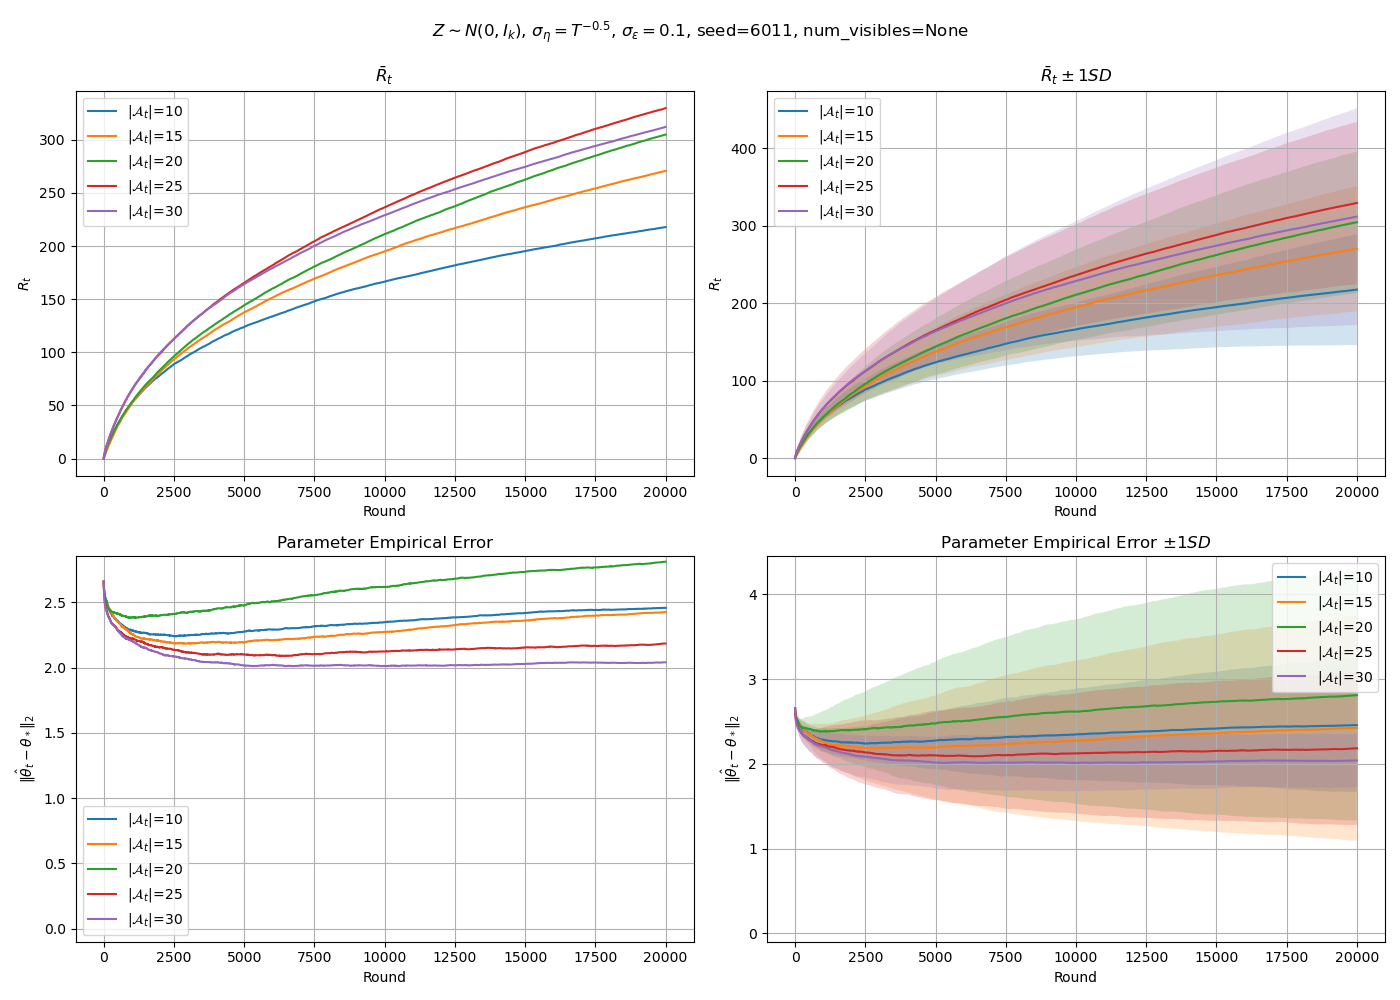 Z ~ N(0, I_k), σ_η = T^{-0.5}, σ_ε = 0.1, seed=6011, num_visibles=None
R̄_t
|𝒜_t|=10
|𝒜_t|=15
|𝒜_t|=20
|𝒜_t|=25
|𝒜_t|=30
300
250
200
150
100
50
0
R_t
0 2500 5000 7500 10000 12500 15000 17500 20000
Round
R̄_t ± 1SD
|𝒜_t|=10
|𝒜_t|=15
|𝒜_t|=20
|𝒜_t|=25
|𝒜_t|=30
400
300
200
100
0
R_t
0 2500 5000 7500 10000 12500 15000 17500 20000
Round
Parameter Empirical Error
2.5
2.0
1.5
1.0
0.5
0.0
‖θ̂_t − θ_*‖_2
|𝒜_t|=10
|𝒜_t|=15
|𝒜_t|=20
|𝒜_t|=25
|𝒜_t|=30
0 2500 5000 7500 10000 12500 15000 17500 20000
Round
Parameter Empirical Error ±1SD
|𝒜_t|=10
|𝒜_t|=15
|𝒜_t|=20
|𝒜_t|=25
|𝒜_t|=30
4
3
2
1
0
‖θ̂_t − θ_*‖_2
0 2500 5000 7500 10000 12500 15000 17500 20000
Round